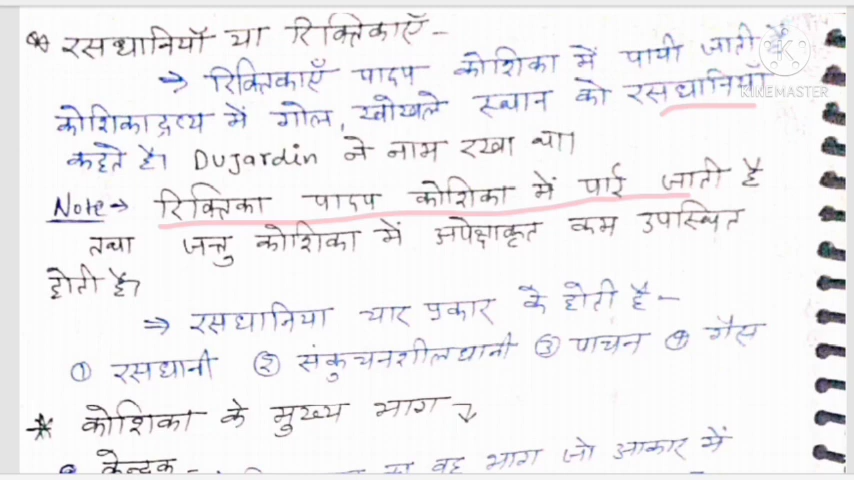 रसधानियाँ या रिक्तिकाएँ -
→ रिक्तिकाएँ पादप कोशिका में पायी जाती है
कोशिकाद्रव्य में गोल, खोखले स्थान को रसधानियाँ
KINEMASTER
कहते है। Dujardin ने नाम रखा था।
Note → रिक्तिका पादप कोशिका में पाई जाती है
तथा जन्तु कोशिका में अपेक्षाकृत कम उपस्थित
होती है।
⇒ रसधानिया चार प्रकार के होती है -
① रसधानी ② संकुचनशीलधानी ③ पाचन ④ गैस
* कोशिका के मुख्य भाग ↓
केन्द्रक - वह भाग जो आकार में